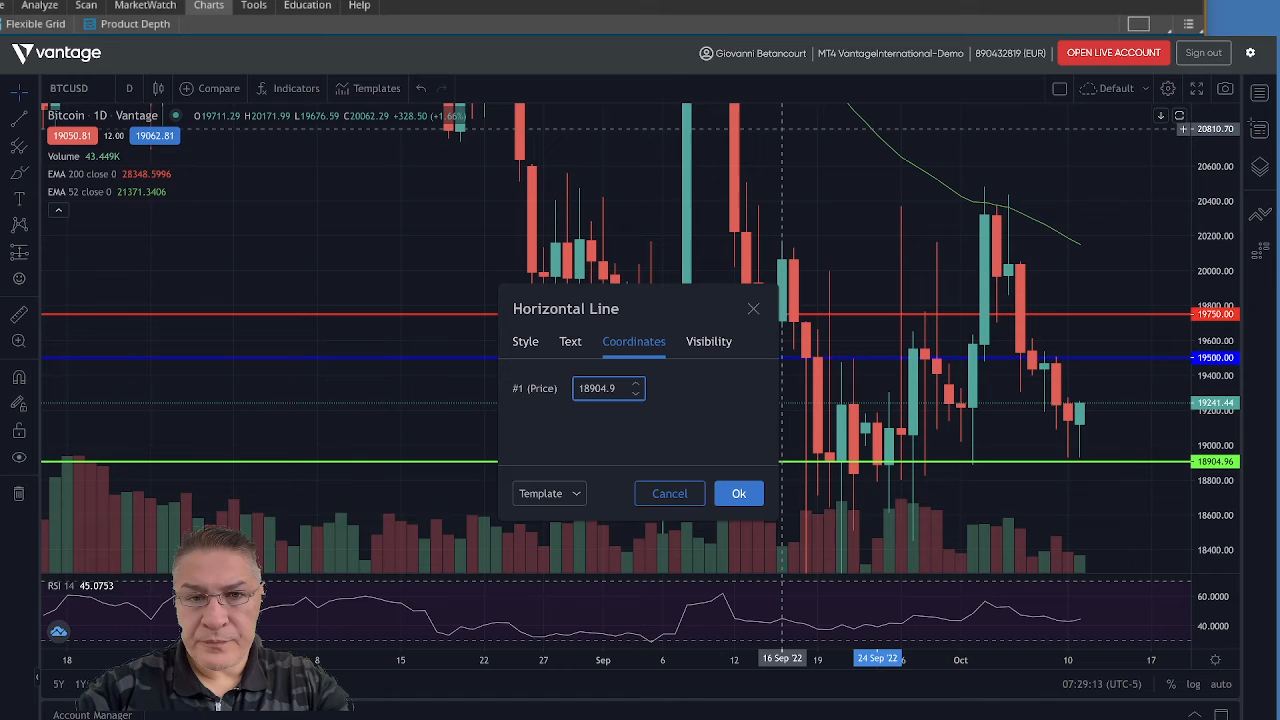 Analyze Scan MarketWatch Charts Tools Education Help
Flexible Grid Product Depth
vantage Giovanni Betancourt MT4 VantageInternational-Demo 890432819 (EUR) OPEN LIVE ACCOUNT Sign out
BTCUSD D Compare Indicators Templates Default
Bitcoin · 1D · Vantage O19711.29 H20171.99 L19676.59 C20062.29 +328.50 (+1.66%)
19050.81 12.00 19062.81
Volume 43.449K
EMA 200 close 0 28348.5996
EMA 52 close 0 21371.3406
20810.70
20600.00
20400.00
20200.00
20000.00
19800.00
19750.00
19500.00
19400.00
19241.44
19200.00
19000.00
18904.96
18800.00
18600.00
18400.00
Horizontal Line
Style Text Coordinates Visibility
#1 (Price) 18904.9
Template Cancel Ok
RSI 14 45.0753
60.0000
40.0000
18 8 15 22 27 Sep 6 12 16 Sep '22 19 24 Sep '22 6 Oct 10 17
5Y 1Y 07:29:13 (UTC-5) % log auto
Account Manager